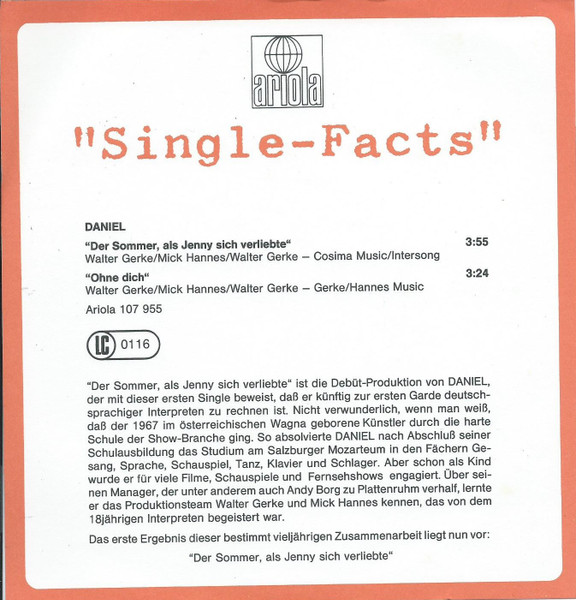 ariola
"Single-Facts"
DANIEL
“Der Sommer, als Jenny sich verliebte“ 3:55
Walter Gerke/Mick Hannes/Walter Gerke – Cosima Music/Intersong
“Ohne dich“ 3:24
Walter Gerke/Mick Hannes/Walter Gerke – Gerke/Hannes Music
Ariola 107 955
LC 0116
“Der Sommer, als Jenny sich verliebte“ ist die Debüt-Produktion von DANIEL,
der mit dieser ersten Single beweist, daß er künftig zur ersten Garde deutsch-
sprachiger Interpreten zu rechnen ist. Nicht verwunderlich, wenn man weiß,
daß der 1967 im österreichischen Wagna geborene Künstler durch die harte
Schule der Show-Branche ging. So absolvierte DANIEL nach Abschluß seiner
Schulausbildung das Studium am Salzburger Mozarteum in den Fächern Ge-
sang, Sprache, Schauspiel, Tanz, Klavier und Schlager. Aber schon als Kind
wurde er für viele Filme, Schauspiele und Fernsehshows engagiert. Über sei-
nen Manager, der unter anderem auch Andy Borg zu Plattenruhm verhalf, lernte
er das Produktionsteam Walter Gerke und Mick Hannes kennen, das von dem
18jährigen Interpreten begeistert war.
Das erste Ergebnis dieser bestimmt vieljährigen Zusammenarbeit liegt nun vor:
“Der Sommer, als Jenny sich verliebte“